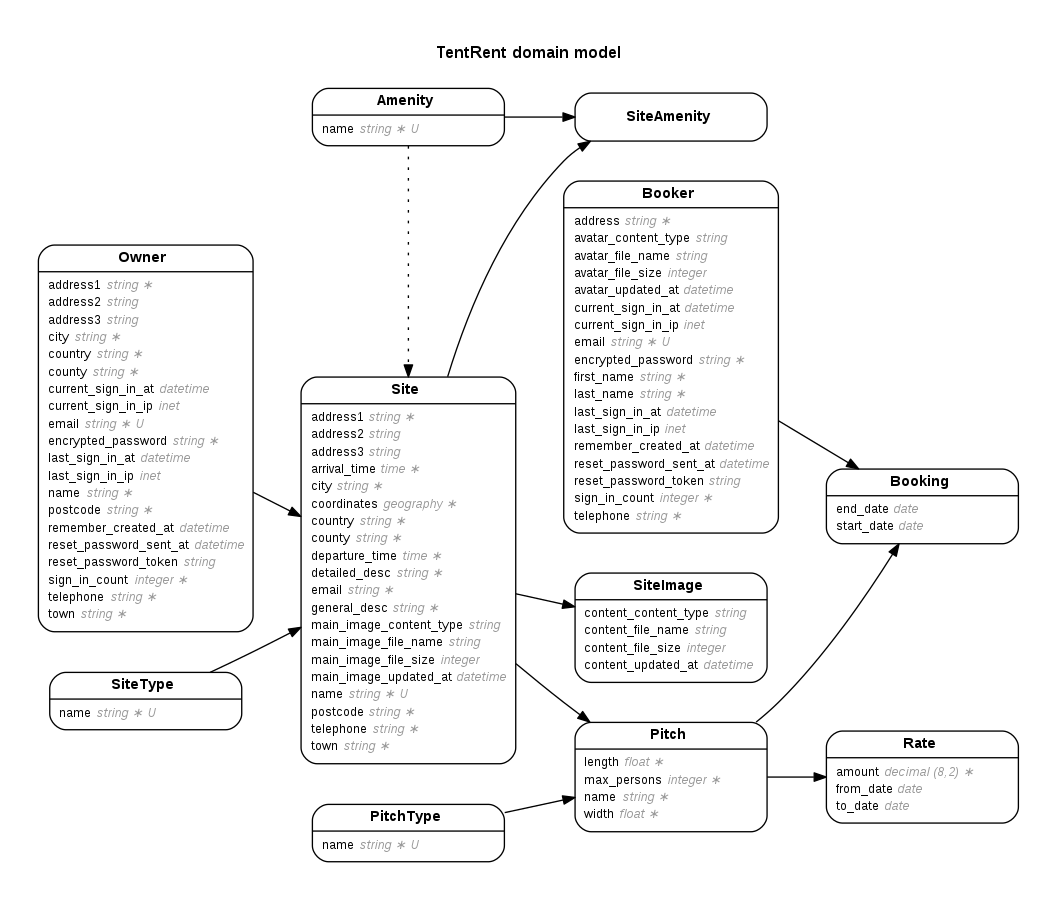 TentRent domain model
Amenity
name string ∗ U
SiteAmenity
Booker
address string ∗
avatar_content_type string
avatar_file_name string
avatar_file_size integer
avatar_updated_at datetime
current_sign_in_at datetime
current_sign_in_ip inet
email string ∗ U
encrypted_password string ∗
first_name string ∗
last_name string ∗
last_sign_in_at datetime
last_sign_in_ip inet
remember_created_at datetime
reset_password_sent_at datetime
reset_password_token string
sign_in_count integer ∗
telephone string ∗
Owner
address1 string ∗
address2 string
address3 string
city string ∗
country string ∗
county string ∗
current_sign_in_at datetime
current_sign_in_ip inet
email string ∗ U
encrypted_password string ∗
last_sign_in_at datetime
last_sign_in_ip inet
name string ∗
postcode string ∗
remember_created_at datetime
reset_password_sent_at datetime
reset_password_token string
sign_in_count integer ∗
telephone string ∗
town string ∗
Site
address1 string ∗
address2 string
address3 string
arrival_time time ∗
city string ∗
coordinates geography ∗
country string ∗
county string ∗
departure_time time ∗
detailed_desc string ∗
email string ∗
general_desc string ∗
main_image_content_type string
main_image_file_name string
main_image_file_size integer
main_image_updated_at datetime
name string ∗ U
postcode string ∗
telephone string ∗
town string ∗
Booking
end_date date
start_date date
SiteImage
content_content_type string
content_file_name string
content_file_size integer
content_updated_at datetime
SiteType
name string ∗ U
Pitch
length float ∗
max_persons integer ∗
name string ∗
width float ∗
Rate
amount decimal (8,2) ∗
from_date date
to_date date
PitchType
name string ∗ U